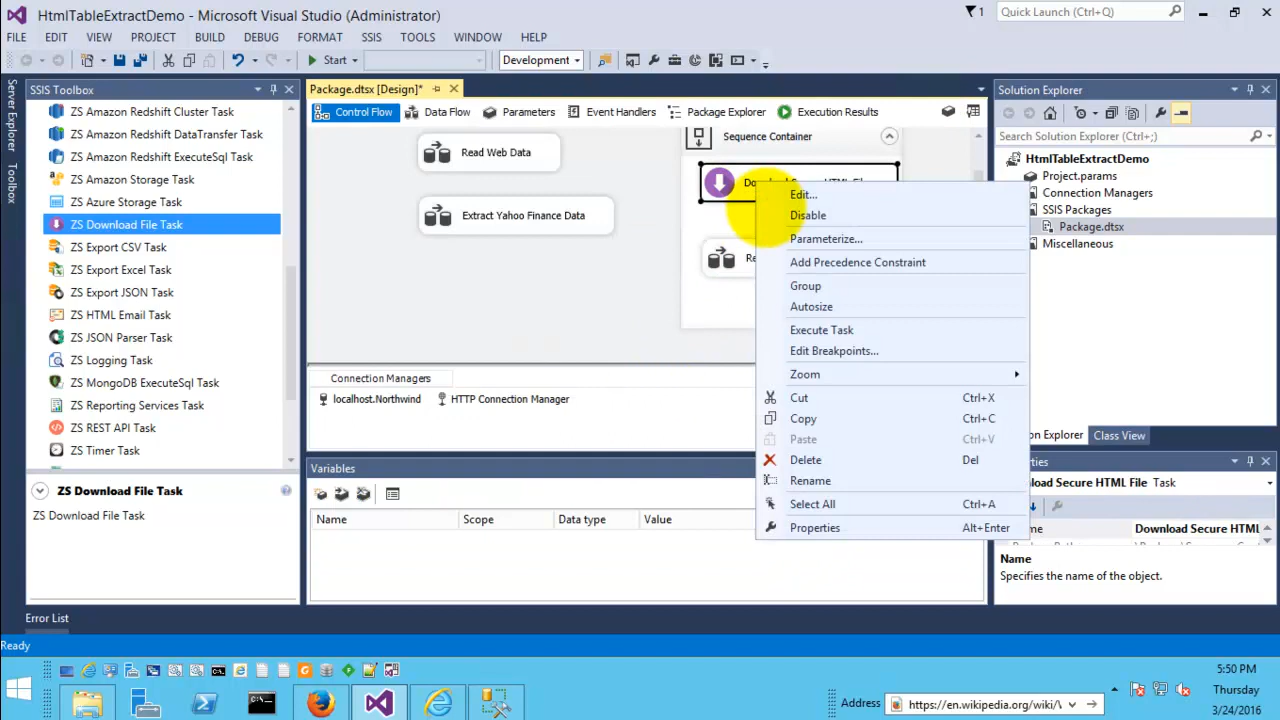 HtmlTableExtractDemo - Microsoft Visual Studio (Administrator)
1
Quick Launch (Ctrl+Q)
FILE EDIT VIEW PROJECT BUILD DEBUG FORMAT SSIS TOOLS WINDOW HELP
Start
Development
Server Explorer
Toolbox
SSIS Toolbox
ZS Amazon Redshift Cluster Task
ZS Amazon Redshift DataTransfer Task
ZS Amazon Redshift ExecuteSql Task
ZS Amazon Storage Task
ZS Azure Storage Task
ZS Download File Task
ZS Export CSV Task
ZS Export Excel Task
ZS Export JSON Task
ZS HTML Email Task
ZS JSON Parser Task
ZS Logging Task
ZS MongoDB ExecuteSql Task
ZS Reporting Services Task
ZS REST API Task
ZS Timer Task
ZS Download File Task
ZS Download File Task
Package.dtsx [Design]*
Control Flow Data Flow Parameters Event Handlers Package Explorer Execution Results
Read Web Data
Extract Yahoo Finance Data
Sequence Container
Re
Edit...
Disable
Parameterize...
Add Precedence Constraint
Group
Autosize
Execute Task
Edit Breakpoints...
Zoom
Cut Ctrl+X
Copy Ctrl+C
Paste Ctrl+V
Delete Del
Rename
Select All Ctrl+A
Properties Alt+Enter
Connection Managers
localhost.Northwind HTTP Connection Manager
Variables
Name Scope Data type Value
Solution Explorer
Search Solution Explorer (Ctrl+;)
HtmlTableExtractDemo
Project.params
Connection Managers
SSIS Packages
Package.dtsx
Miscellaneous
on Explorer Class View
rties
load Secure HTML File Task
me Download Secure HTML
Name
Specifies the name of the object.
Error List
Ready
Address https://en.wikipedia.org/wiki/
5:50 PM
Thursday
3/24/2016